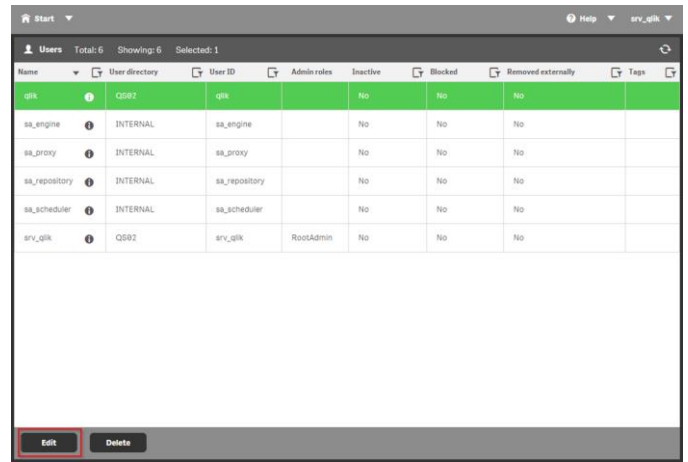 Start Help srv_qlik
Users Total: 6 Showing: 6 Selected: 1
Name User directory User ID Admin roles Inactive Blocked Removed externally Tags
qlik QS02 qlik No No No
sa_engine INTERNAL sa_engine No No No
sa_proxy INTERNAL sa_proxy No No No
sa_repository INTERNAL sa_repository No No No
sa_scheduler INTERNAL sa_scheduler No No No
srv_qlik QS02 srv_qlik RootAdmin No No No
Edit Delete